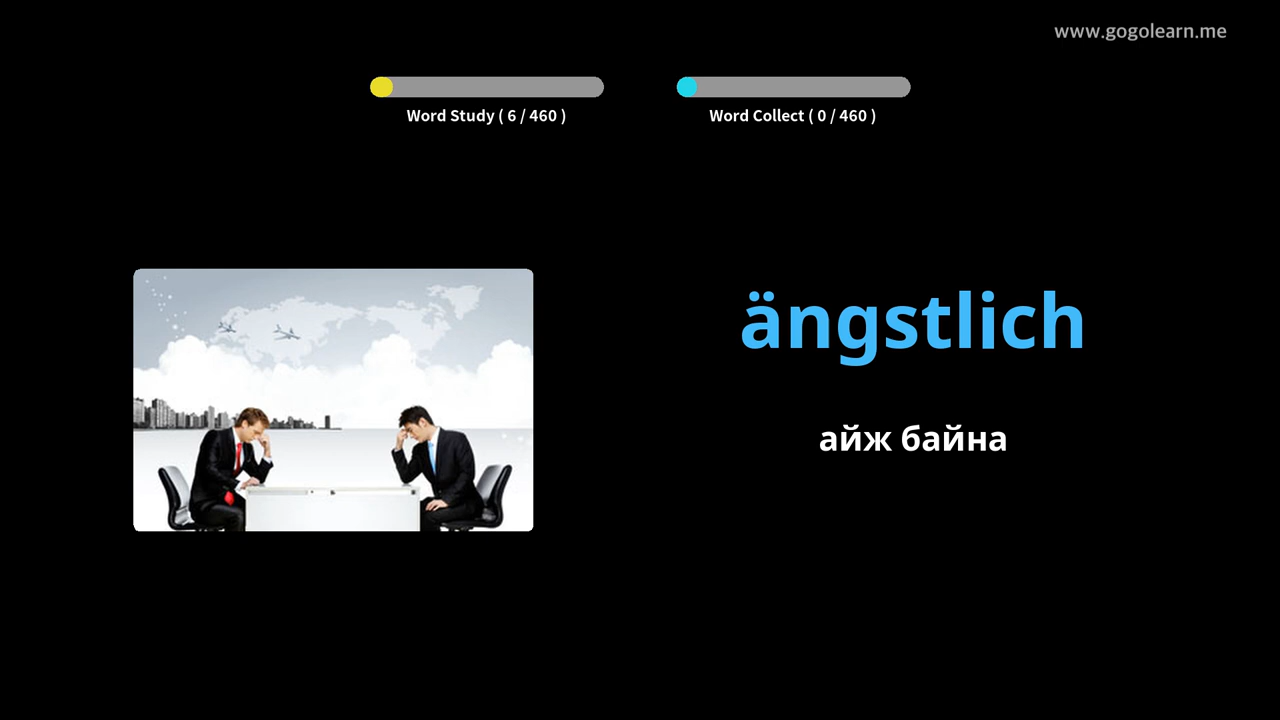 www.gogolearn.me
Word Study ( 6 / 460 )
Word Collect ( 0 / 460 )
ängstlich
айж байна